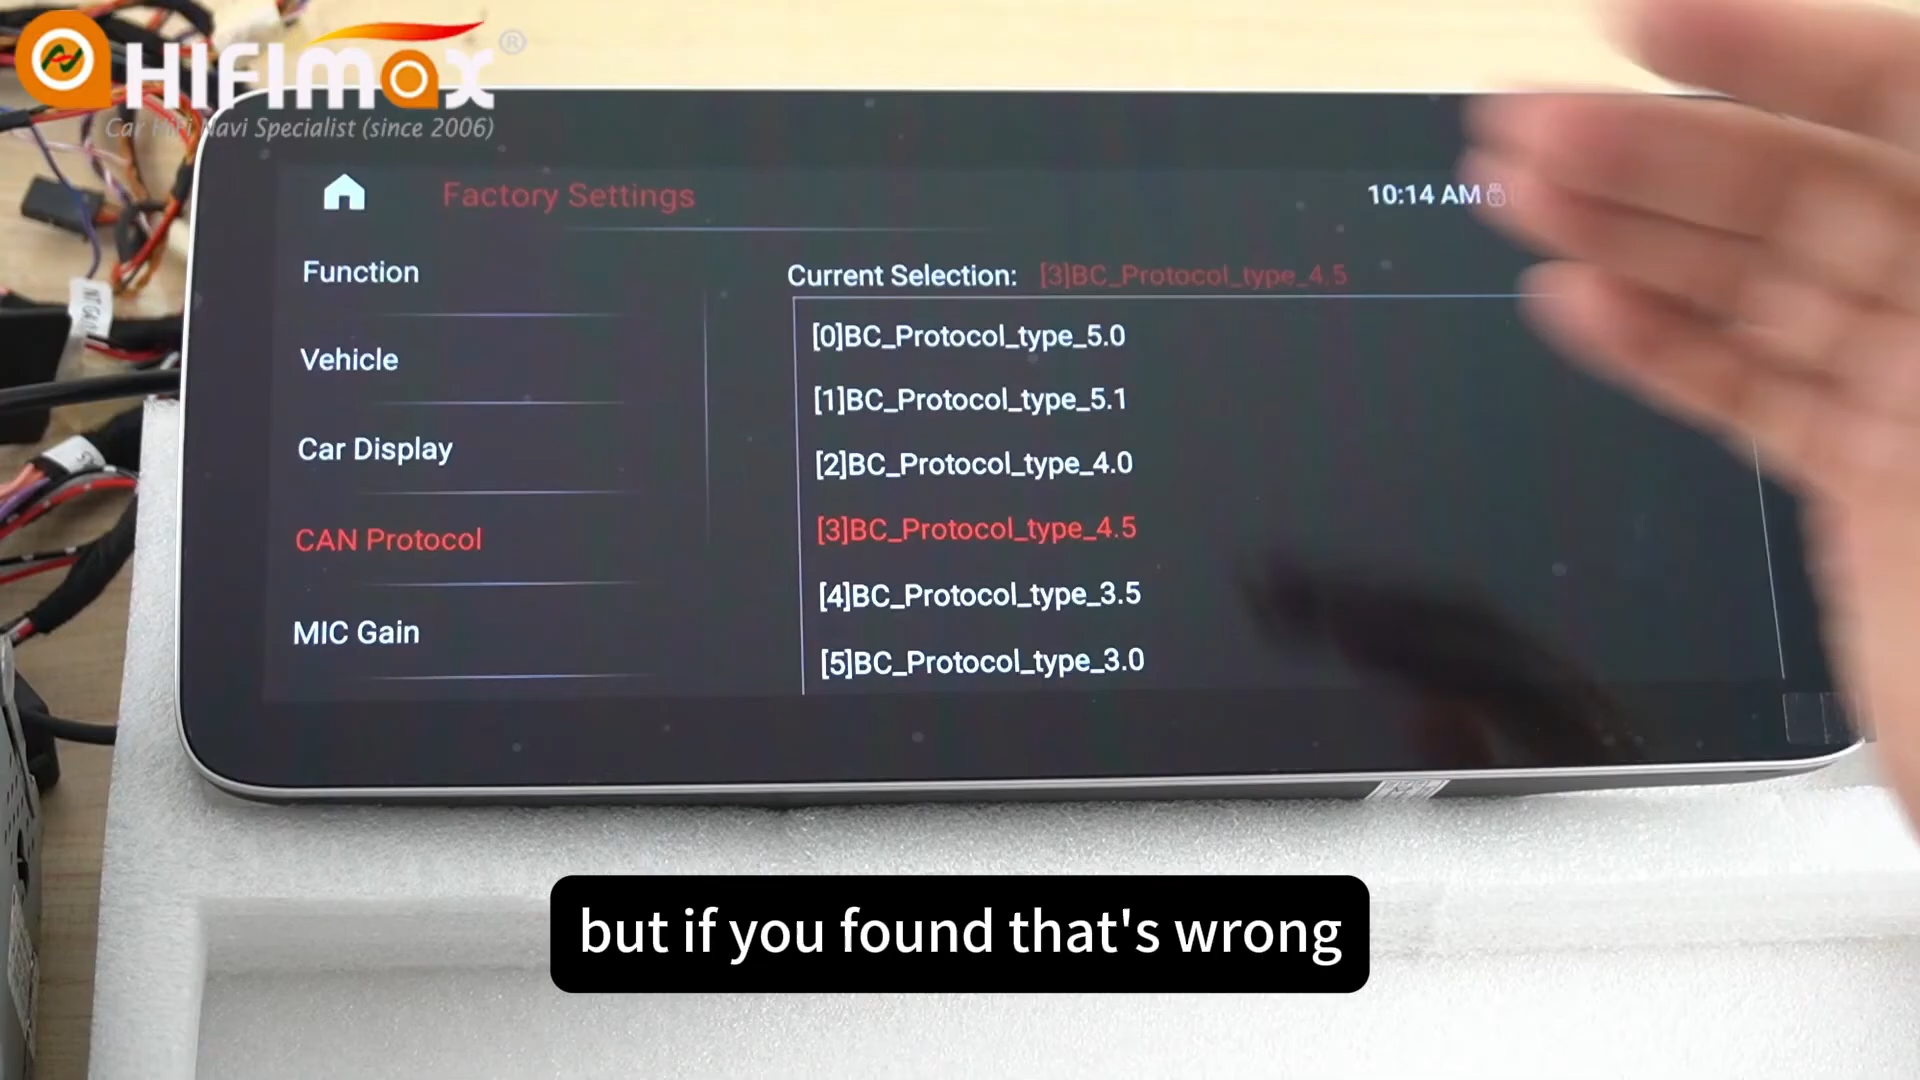 HIFIMAX®
Car HiFi Navi Specialist (since 2006)
Factory Settings
10:14 AM
Function
Vehicle
Car Display
CAN Protocol
MIC Gain
Current Selection: [3]BC_Protocol_type_4.5
[0]BC_Protocol_type_5.0
[1]BC_Protocol_type_5.1
[2]BC_Protocol_type_4.0
[3]BC_Protocol_type_4.5
[4]BC_Protocol_type_3.5
[5]BC_Protocol_type_3.0
but if you found that's wrong